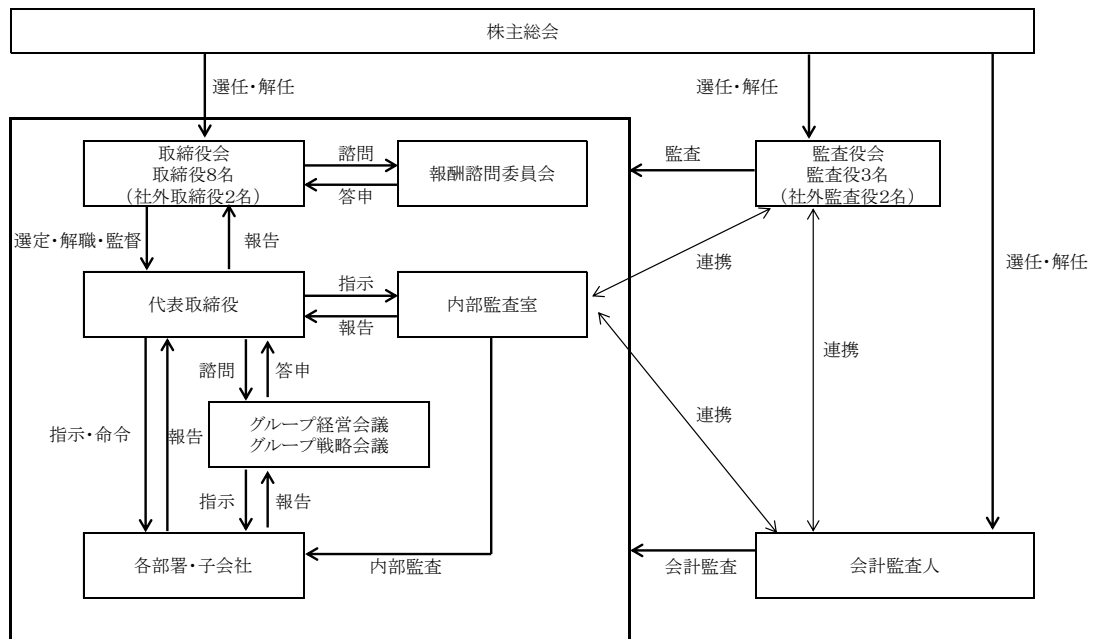 株主総会
選任・解任
選任・解任
取締役会
取締役8名
（社外取締役2名）
諮問
答申
報酬諮問委員会
監査
監査役会
監査役3名
（社外監査役2名）
選定・解職・監督
報告
連携
選任・解任
代表取締役
指示
報告
内部監査室
連携
諮問
答申
指示・命令
報告
グループ経営会議
グループ戦略会議
連携
指示
報告
各部署・子会社
内部監査
会計監査
会計監査人